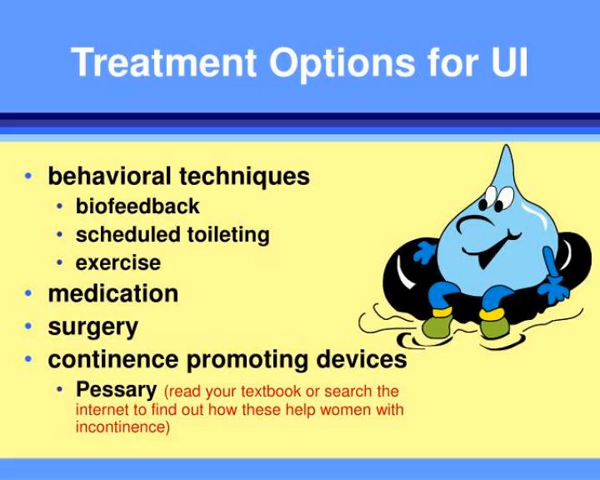 Treatment Options for UI
• behavioral techniques
• biofeedback
• scheduled toileting
• exercise
• medication
• surgery
• continence promoting devices
• Pessary (read your textbook or search the
internet to find out how these help women with
incontinence)